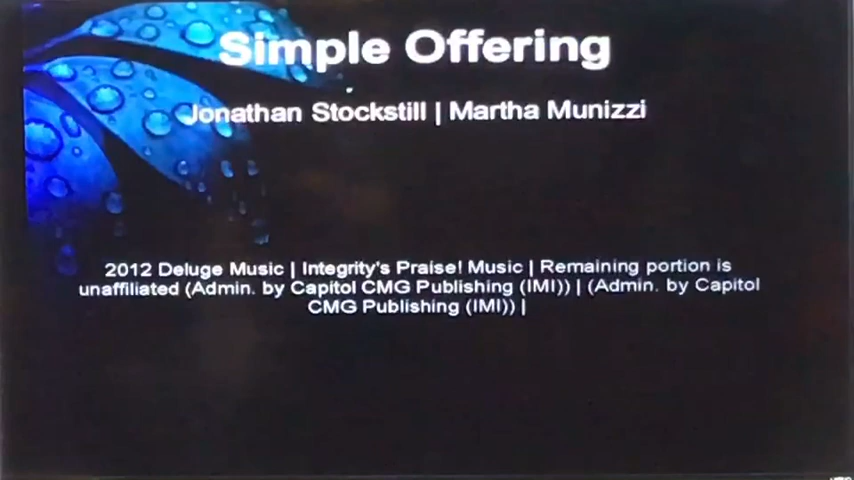 Simple Offering
Jonathan Stockstill | Martha Munizzi
2012 Deluge Music | Integrity's Praise! Music | Remaining portion is
unaffiliated (Admin. by Capitol CMG Publishing (IMI)) | (Admin. by Capitol
CMG Publishing (IMI)) |